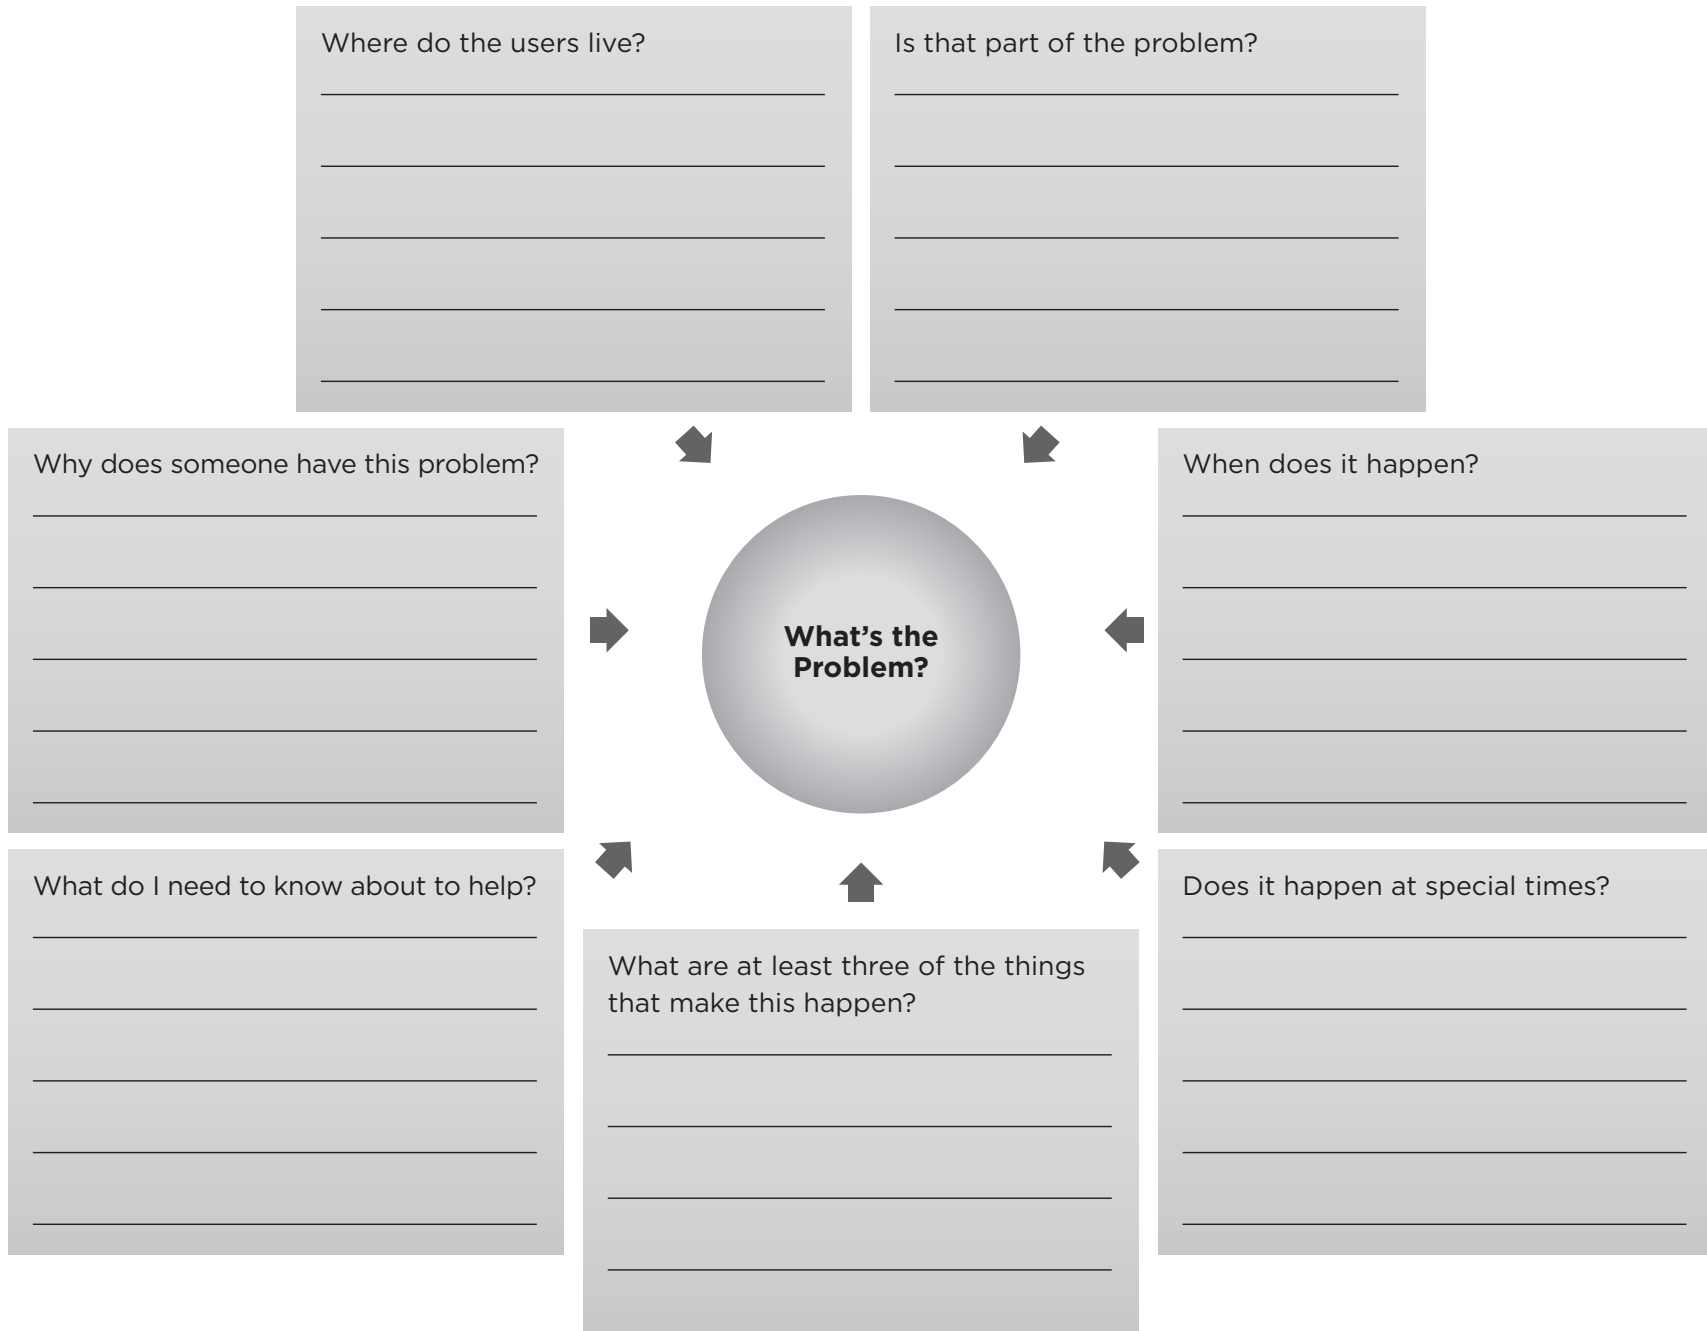 Where do the users live?
Is that part of the problem?
Why does someone have this problem?
When does it happen?
What's the
Problem?
What do I need to know about to help?
Does it happen at special times?
What are at least three of the things
that make this happen?